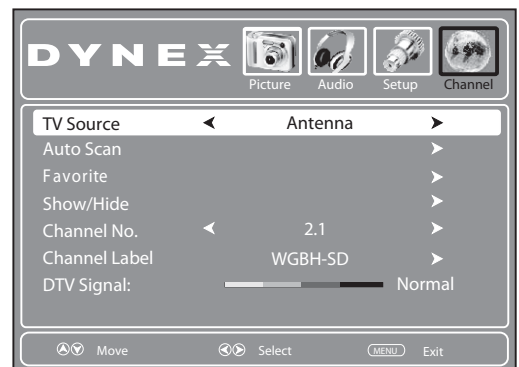 DYNEX
Picture Audio Setup Channel
TV Source Antenna
Auto Scan
Favorite
Show/Hide
Channel No. 2.1
Channel Label WGBH-SD
DTV Signal: Normal
Move Select MENU Exit